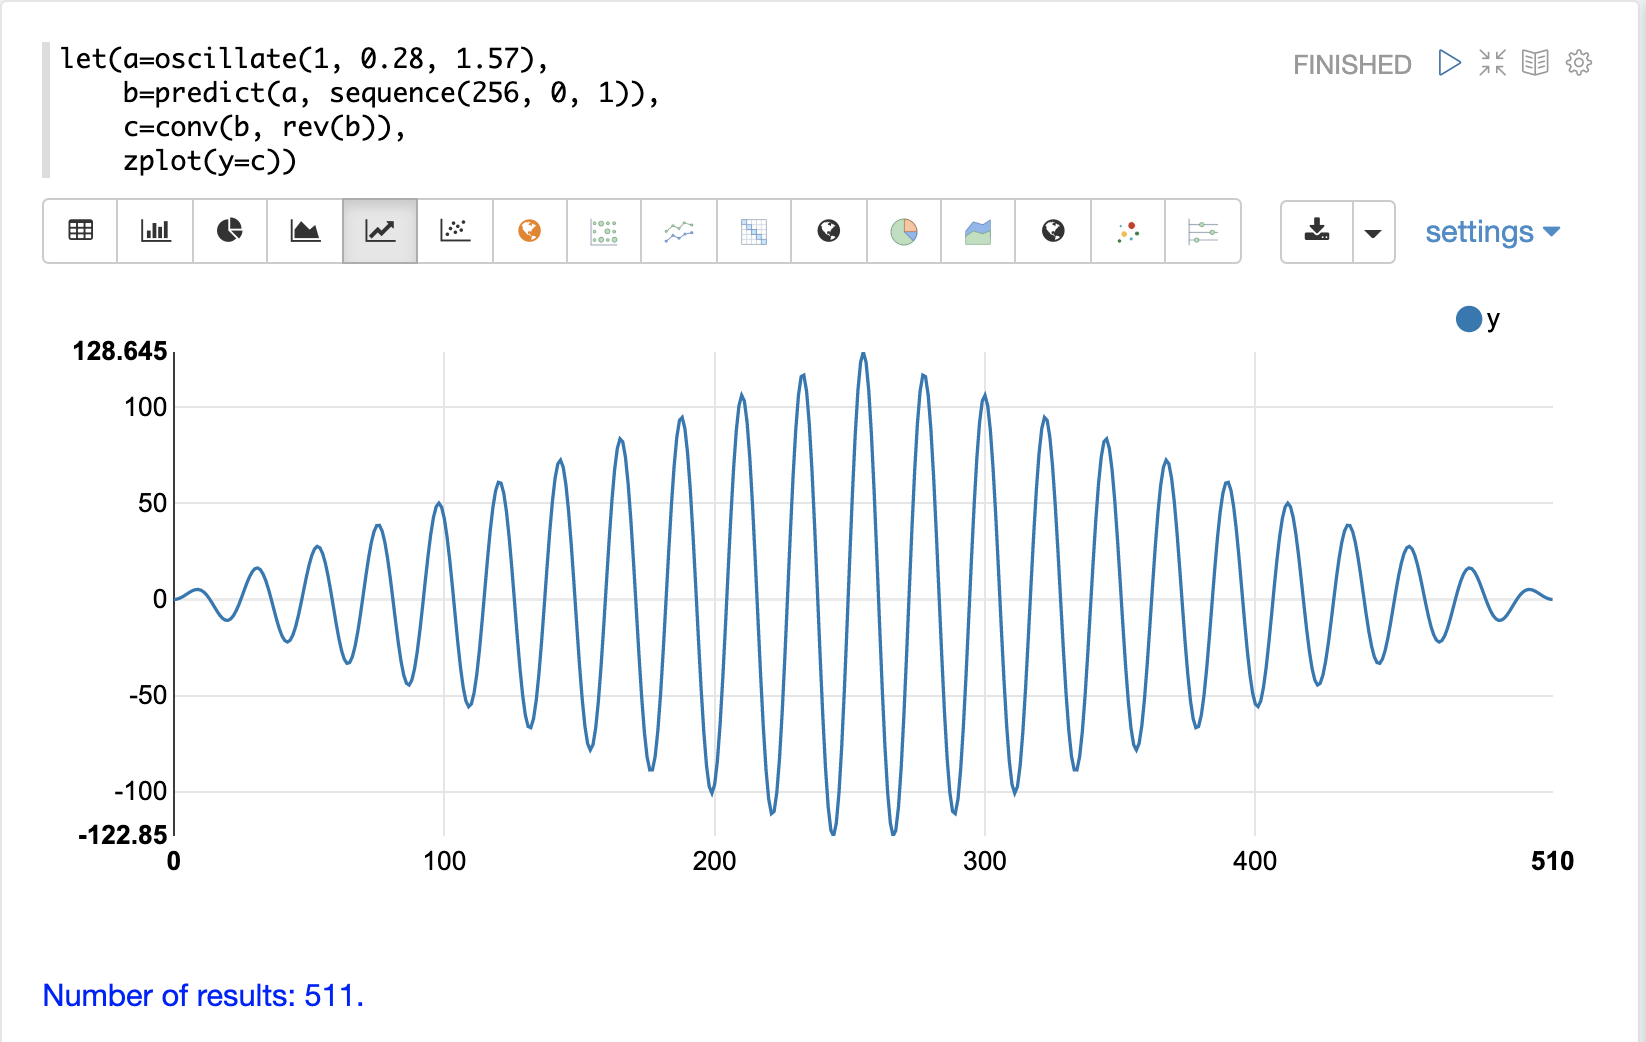 let(a=oscillate(1, 0.28, 1.57),
    b=predict(a, sequence(256, 0, 1)),
    c=conv(b, rev(b)),
    zplot(y=c))
FINISHED
settings
y
128.645
100
50
0
-50
-100
-122.85
0 100 200 300 400 510
Number of results: 511.